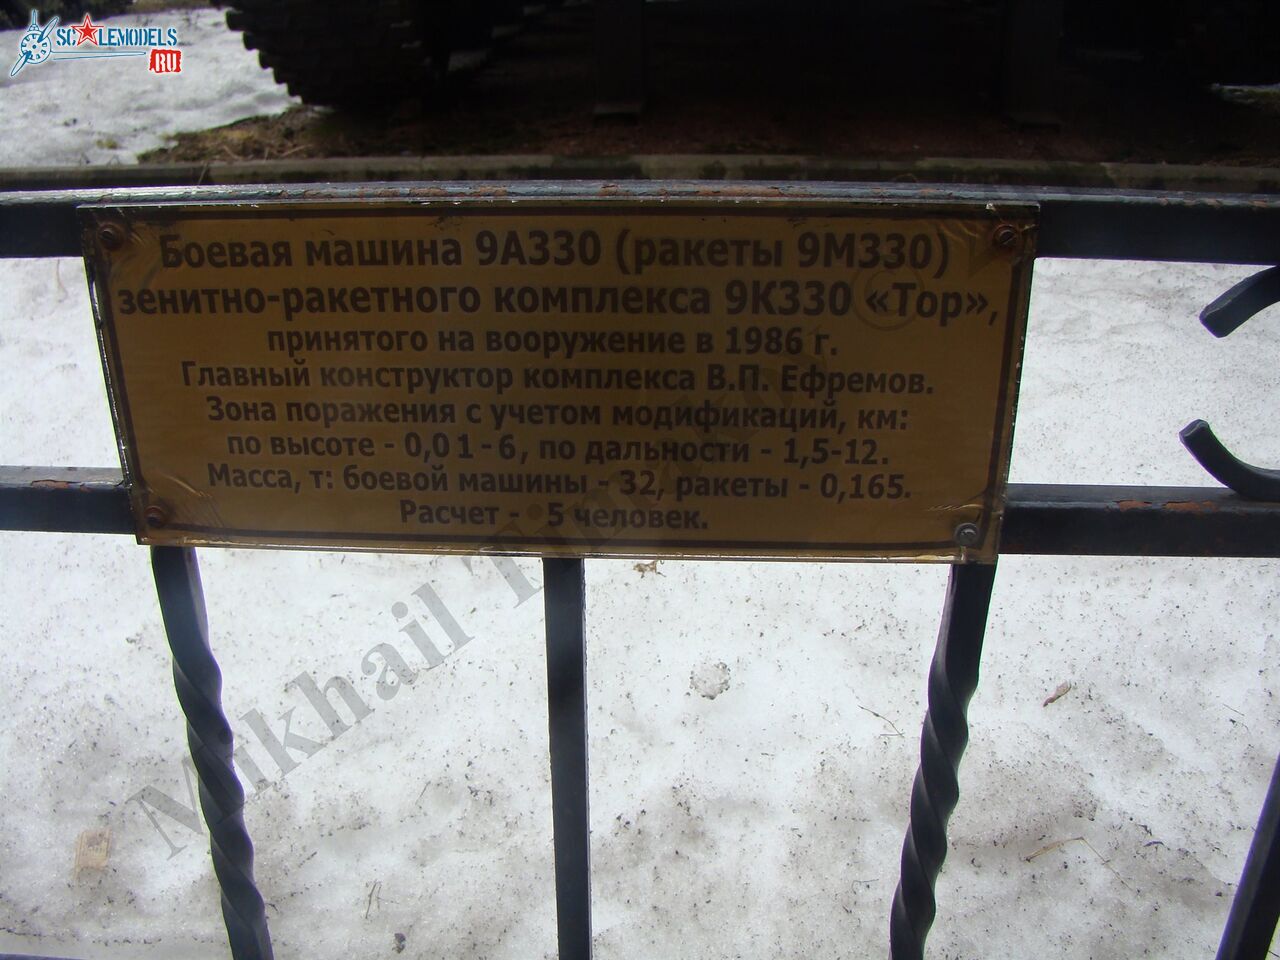 SCALEMODELS
RU
Боевая машина 9А330 (ракеты 9М330)
зенитно-ракетного комплекса 9К330 «Тор»,
принятого на вооружение в 1986 г.
Главный конструктор комплекса В.П. Ефремов.
Зона поражения с учетом модификаций, км:
по высоте - 0,01-6, по дальности - 1,5-12.
Масса, т: боевой машины - 32, ракеты - 0,165.
Расчет - 5 человек.
Mikhail Timakov ©